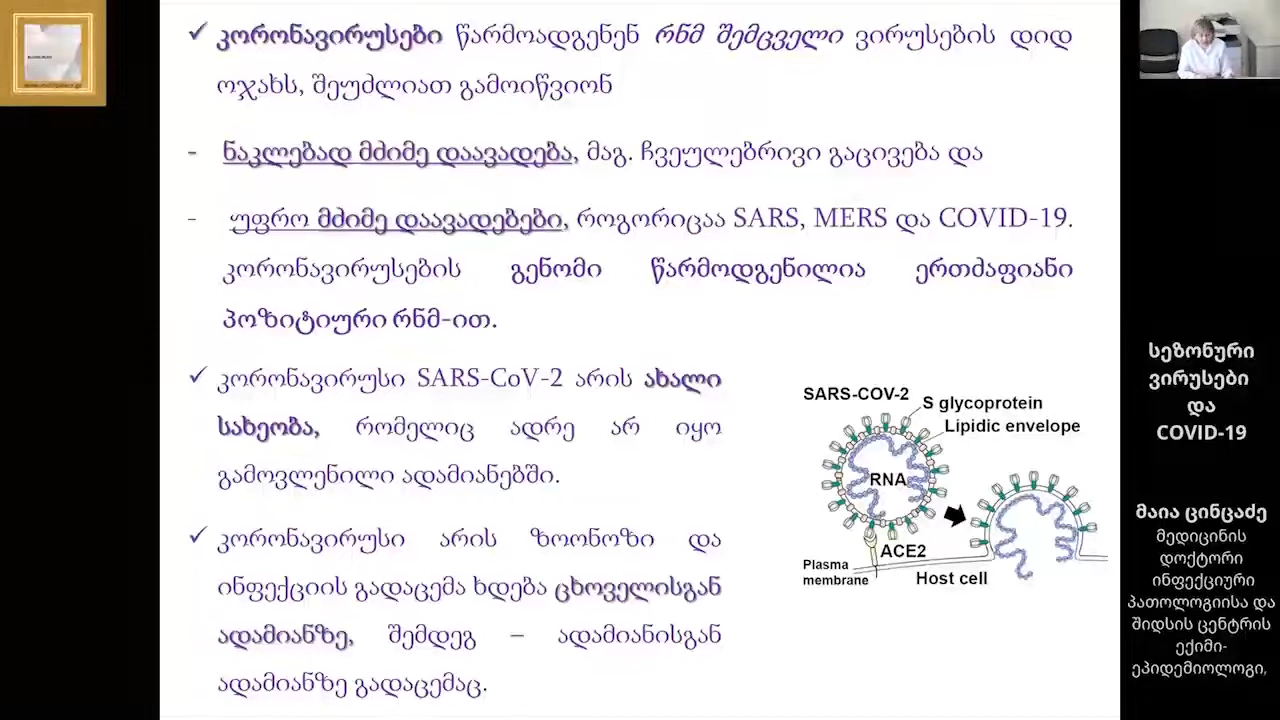 ✓ კორონავირუსები წარმოადგენენ რნმ შემცველი ვირუსების დიდ
ოჯახს, შეუძლიათ გამოიწვიონ
- ნაკლებად მძიმე დაავადება, მაგ. ჩვეულებრივი გაცივება და
- უფრო მძიმე დაავადებები, როგორიცაა SARS, MERS და COVID-19.
კორონავირუსების გენომი წარმოდგენილია ერთძაფიანი
პოზიტიური რნმ-ით.
✓ კორონავირუსი SARS-CoV-2 არის ახალი
სახეობა, რომელიც ადრე არ იყო
გამოვლენილი ადამიანებში.
✓ კორონავირუსი არის ზოონოზი და
ინფექციის გადაცემა ხდება ცხოველისგან
ადამიანზე, შემდეგ – ადამიანისგან
ადამიანზე გადაცემაც.
SARS-COV-2
S glycoprotein
Lipidic envelope
RNA
ACE2
Plasma
membrane
Host cell
სეზონური
ვირუსები
და
COVID-19
მაია ცინცაძე
მედიცინის
დოქტორი
ინფექციური
პათოლოგიისა და
შიდსის ცენტრის
ექიმი-
ეპიდემიოლოგი,